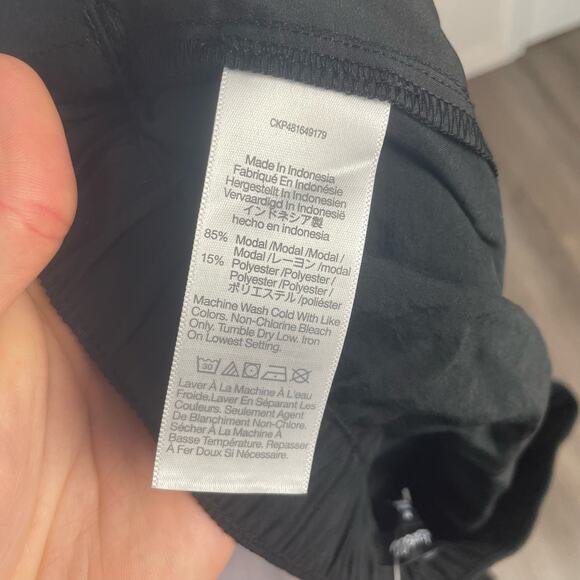 CKP481649179
Made In Indonesia
Fabriqué En Indonésie
Hergestellt In Indonesien
Vervaardigd In Indonesië
インドネシア製
hecho en indonesia
85% Modal /Modal /Modal /
Modal /レーヨン /modal
15% Polyester /Polyester /
Polyester /Polyester /
ポリエステル /poliéster
Machine Wash Cold With Like
Colors. Non-Chlorine Bleach
Only. Tumble Dry Low. Iron
On Lowest Setting.
30
Laver À La Machine À L'eau
Froide.Laver En Séparant Les
Couleurs. Seulement Agent
De Blanchiment Non-Chlore.
Sécher À La Machine À
Basse Température. Repasser
À Fer Doux Si Nécessaire.